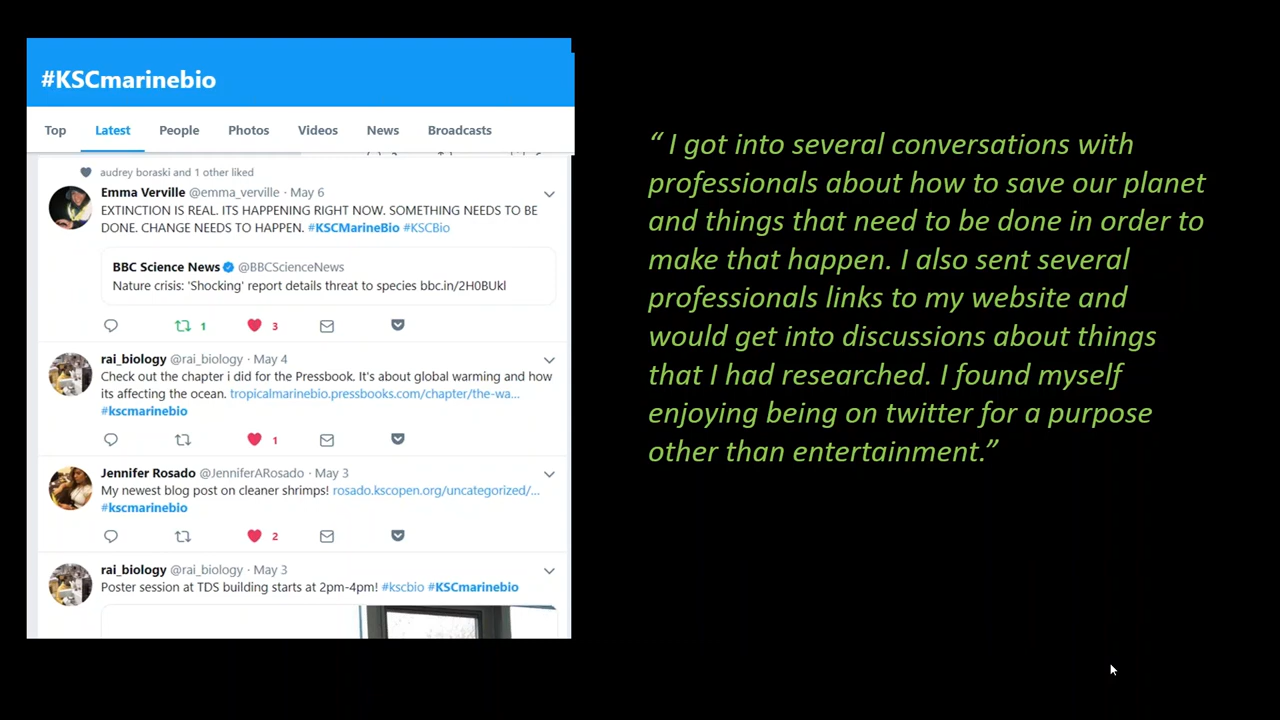 #KSCmarinebio
Top Latest People Photos Videos News Broadcasts
audrey boraski and 1 other liked
Emma Verville @emma_verville · May 6
EXTINCTION IS REAL. ITS HAPPENING RIGHT NOW. SOMETHING NEEDS TO BE
DONE. CHANGE NEEDS TO HAPPEN. #KSCMarineBio #KSCBio
BBC Science News @BBCScienceNews
Nature crisis: 'Shocking' report details threat to species bbc.in/2H0BUkl
1 3
rai_biology @rai_biology · May 4
Check out the chapter i did for the Pressbook. It's about global warming and how
its affecting the ocean. tropicalmarinebio.pressbooks.com/chapter/the-wa...
#kscmarinebio
1
Jennifer Rosado @JenniferARosado · May 3
My newest blog post on cleaner shrimps! rosado.kscopen.org/uncategorized/...
#kscmarinebio
2
rai_biology @rai_biology · May 3
Poster session at TDS building starts at 2pm-4pm! #kscbio #KSCmarinebio
“ I got into several conversations with
professionals about how to save our planet
and things that need to be done in order to
make that happen. I also sent several
professionals links to my website and
would get into discussions about things
that I had researched. I found myself
enjoying being on twitter for a purpose
other than entertainment.”